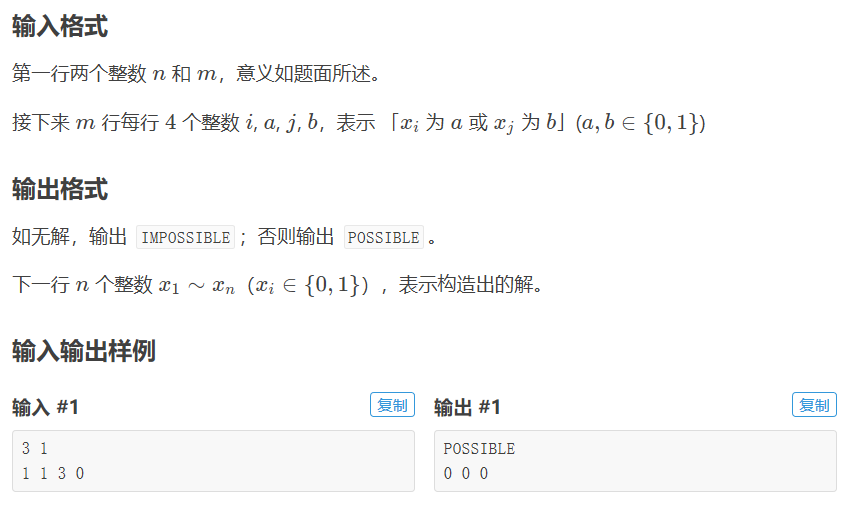 输入格式
第一行两个整数 n 和 m，意义如题面所述。
接下来 m 行每行 4 个整数 i, a, j, b，表示 「x_i 为 a 或 x_j 为 b」(a, b ∈ {0, 1})
输出格式
如无解，输出 IMPOSSIBLE；否则输出 POSSIBLE。
下一行 n 个整数 x_1 ∼ x_n（x_i ∈ {0, 1}），表示构造出的解。
输入输出样例
输入 #1 复制
3 1
1 1 3 0
输出 #1 复制
POSSIBLE
0 0 0